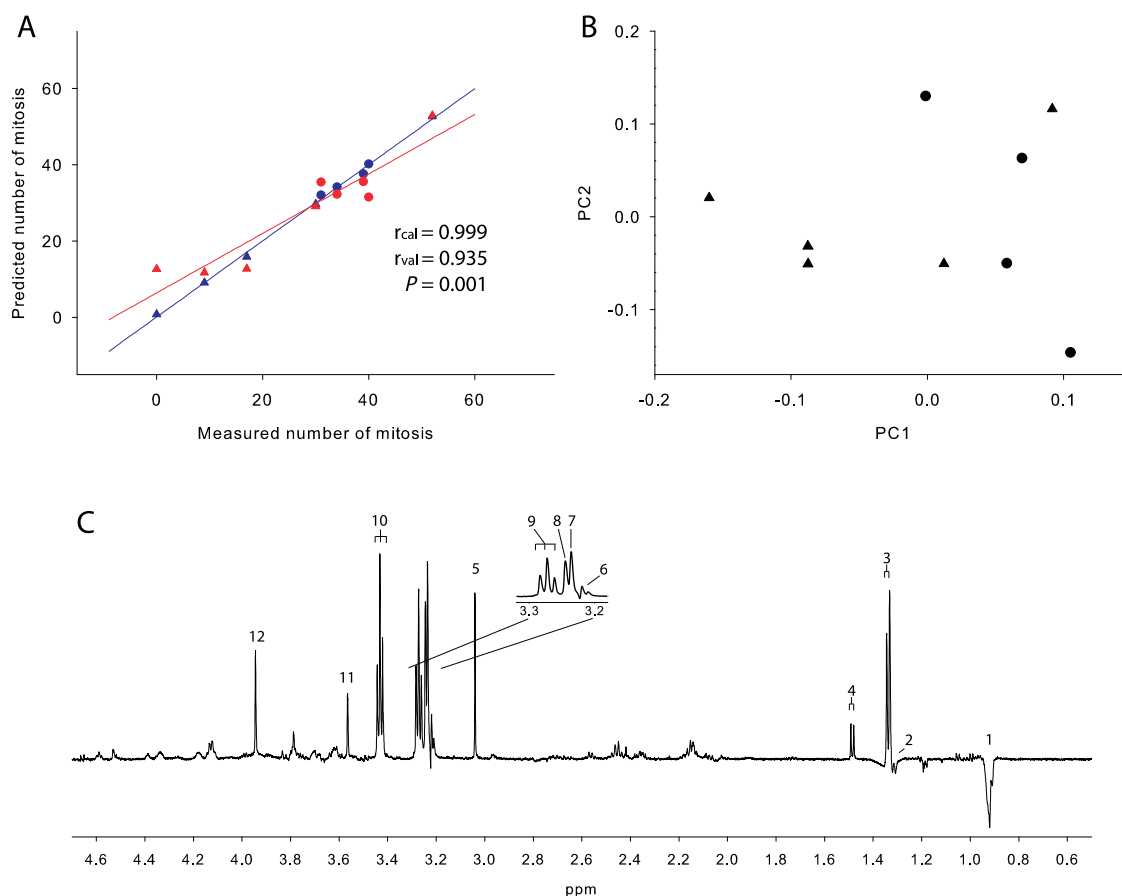 A
Predicted number of mitosis
60
40
20
0
0
20
40
60
Measured number of mitosis
rcal = 0.999
rval = 0.935
P = 0.001
B
PC2
0.2
0.1
0.0
-0.1
-0.2
-0.1
0.0
0.1
PC1
C
12
11
10
9
8
7
6
3.3
3.2
5
4
3
2
1
4.6 4.4 4.2 4.0 3.8 3.6 3.4 3.2 3.0 2.8 2.6 2.4 2.2 2.0 1.8 1.6 1.4 1.2 1.0 0.8 0.6
ppm